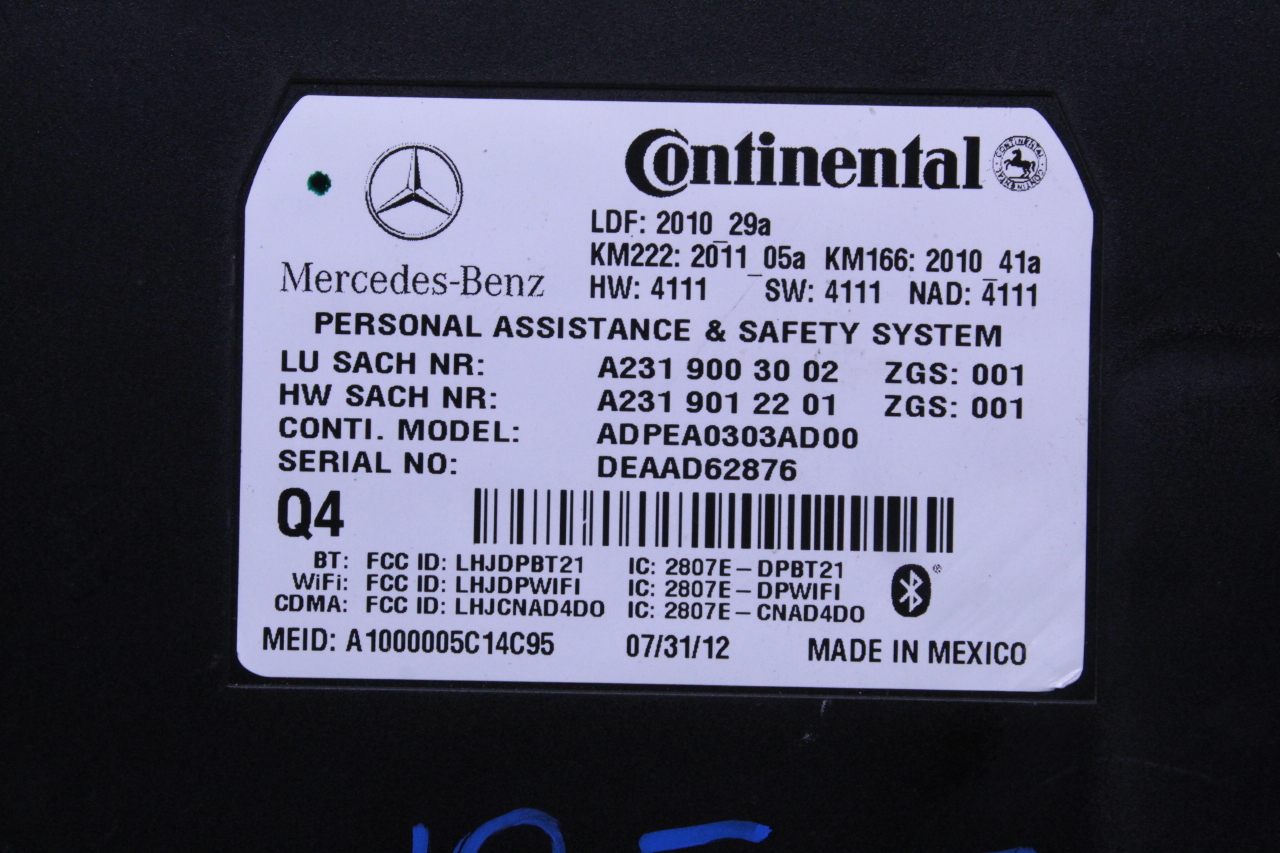 Continental
CONTINENTAL
CONTINENTAL
LDF: 2010_29a
KM222: 2011_05a KM166: 2010_41a
Mercedes-Benz
HW: 4111 SW: 4111 NAD: 4111
PERSONAL ASSISTANCE & SAFETY SYSTEM
LU SACH NR: A231 900 30 02 ZGS: 001
HW SACH NR: A231 901 22 01 ZGS: 001
CONTI. MODEL: ADPEA0303AD00
SERIAL NO: DEAAD62876
Q4
BT: FCC ID: LHJDPBT21 IC: 2807E-DPBT21
WiFi: FCC ID: LHJDPWIFI IC: 2807E-DPWIFI
CDMA: FCC ID: LHJCNAD4DO IC: 2807E-CNAD4DO
MEID: A1000005C14C95 07/31/12 MADE IN MEXICO